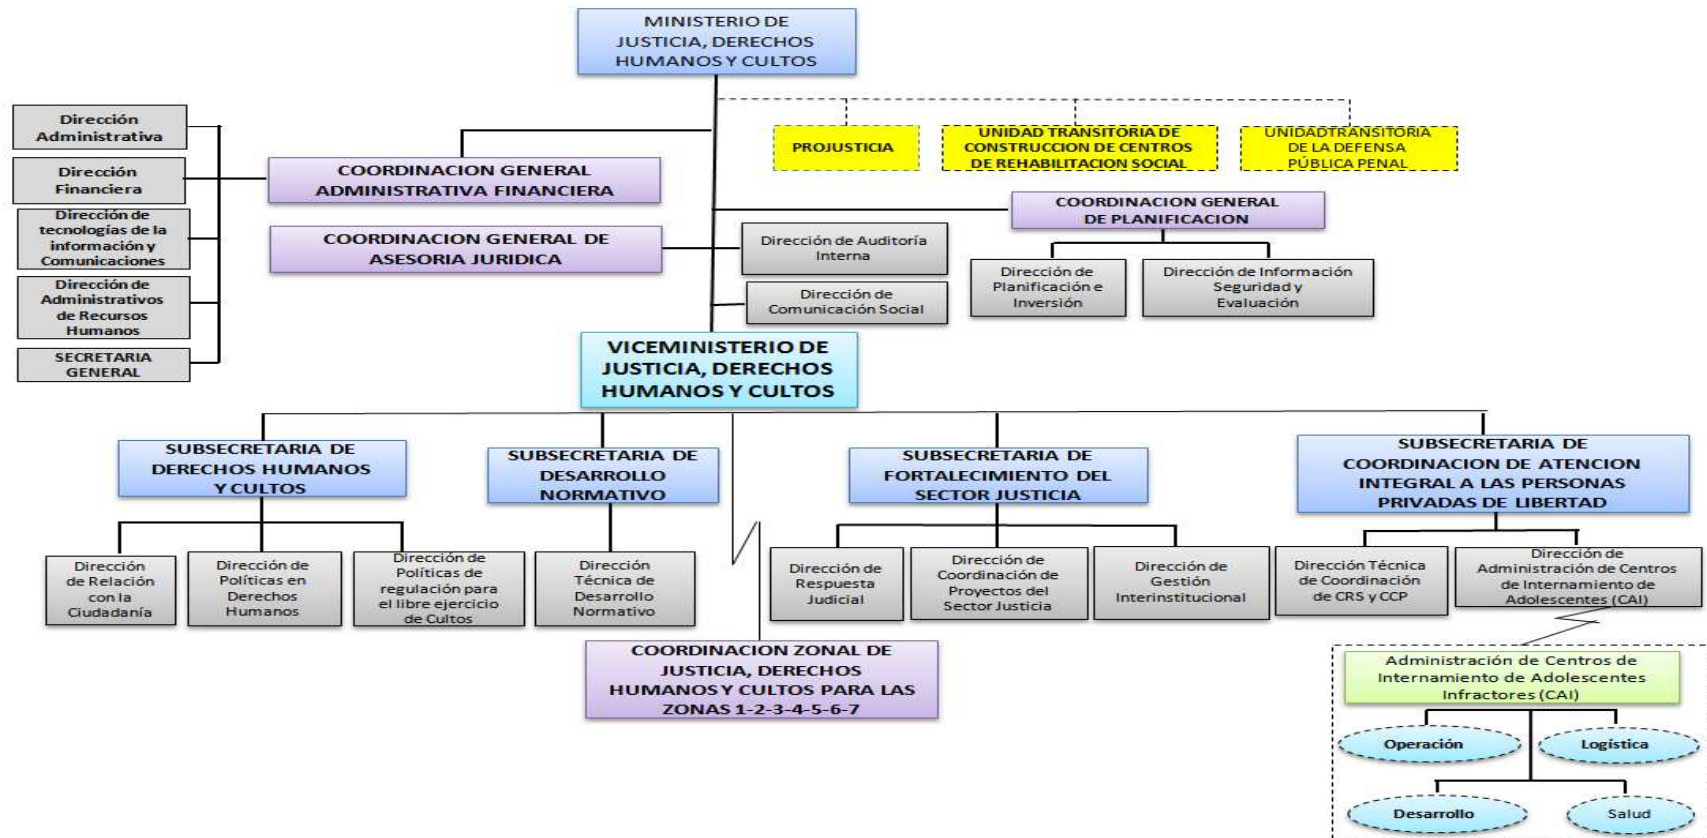 MINISTERIO DE
JUSTICIA, DERECHOS
HUMANOS Y CULTOS
Dirección
Administrativa
Dirección
Financiera
Dirección de
tecnologías de la
información y
Comunicaciones
Dirección de
Administrativos
de Recursos
Humanos
SECRETARIA
GENERAL
COORDINACION GENERAL
ADMINISTRATIVA FINANCIERA
COORDINACION GENERAL DE
ASESORIA JURIDICA
PROJUSTICIA
UNIDAD TRANSITORIA DE
CONSTRUCCION DE CENTROS
DE REHABILITACION SOCIAL
UNIDADTRANSITORIA
DE LA DEFENSA
PÚBLICA PENAL
COORDINACION GENERAL
DE PLANIFICACION
Dirección de Auditoría
Interna
Dirección de
Comunicación Social
Dirección de
Planificación e
Inversión
Dirección de Información
Seguridad y
Evaluación
VICEMINISTERIO DE
JUSTICIA, DERECHOS
HUMANOS Y CULTOS
SUBSECRETARIA DE
DERECHOS HUMANOS
Y CULTOS
SUBSECRETARIA DE
DESARROLLO
NORMATIVO
SUBSECRETARIA DE
FORTALECIMIENTO DEL
SECTOR JUSTICIA
SUBSECRETARIA DE
COORDINACION DE ATENCION
INTEGRAL A LAS PERSONAS
PRIVADAS DE LIBERTAD
Dirección
de Relación
con la
Ciudadanía
Dirección de
Políticas en
Derechos
Humanos
Dirección de
Políticas de
regulación para
el libre ejercicio
de Cultos
Dirección
Técnica de
Desarrollo
Normativo
Dirección de
Respuesta
Judicial
Dirección de
Coordinación de
Proyectos del
Sector Justicia
Dirección de
Gestión
Interinstitucional
Dirección Técnica
de Coordinación
de CRS y CCP
Dirección de
Administración de Centros
de Internamiento de
Adolescentes (CAI)
COORDINACION ZONAL DE
JUSTICIA, DERECHOS
HUMANOS Y CULTOS PARA LAS
ZONAS 1-2-3-4-5-6-7
Administración de Centros de
Internamiento de Adolescentes
Infractores (CAI)
Operación
Logística
Desarrollo
Salud